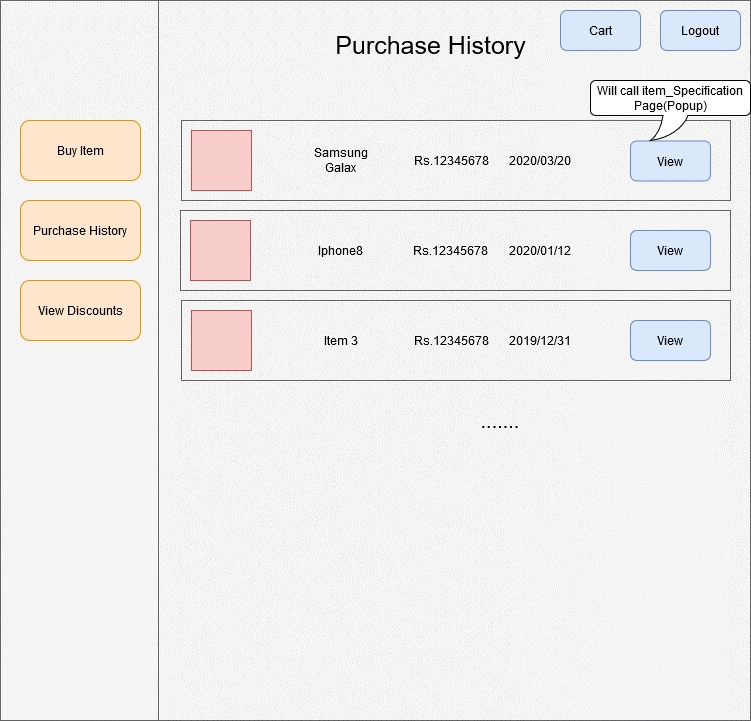 Cart
Logout
Purchase History
Will call item_Specification
Page(Popup)
Buy Item
Purchase History
View Discounts
Samsung
Galax
Rs.12345678
2020/03/20
View
Iphone8
Rs.12345678
2020/01/12
View
Item 3
Rs.12345678
2019/12/31
View
.......